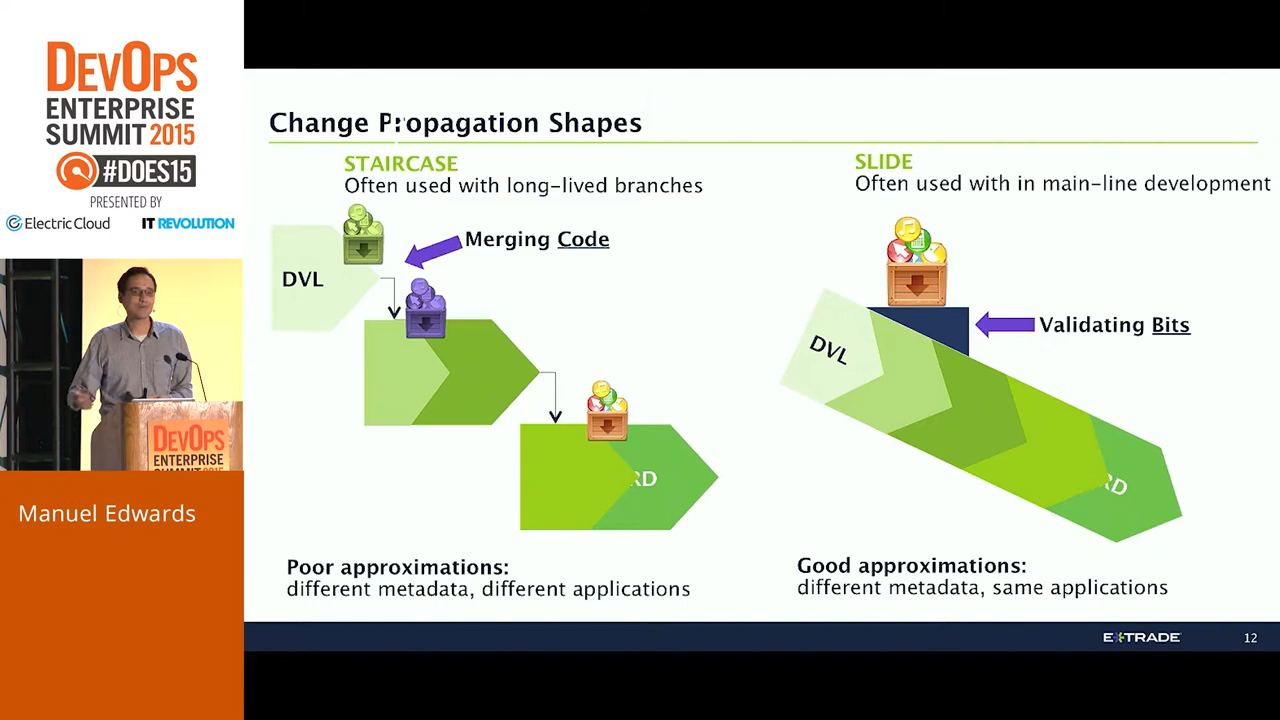 DEVOPS
ENTERPRISE
SUMMIT 2015
#DOES15
PRESENTED BY
Electric Cloud
IT REVOLUTION
DEVOPS
ENTERPRISE
Manuel Edwards
Change Propagation Shapes
STAIRCASE
Often used with long-lived branches
Merging Code
DVL
RD
Poor approximations:
different metadata, different applications
SLIDE
Often used with in main-line development
Validating Bits
DVL
RD
Good approximations:
different metadata, same applications
E*TRADE
12